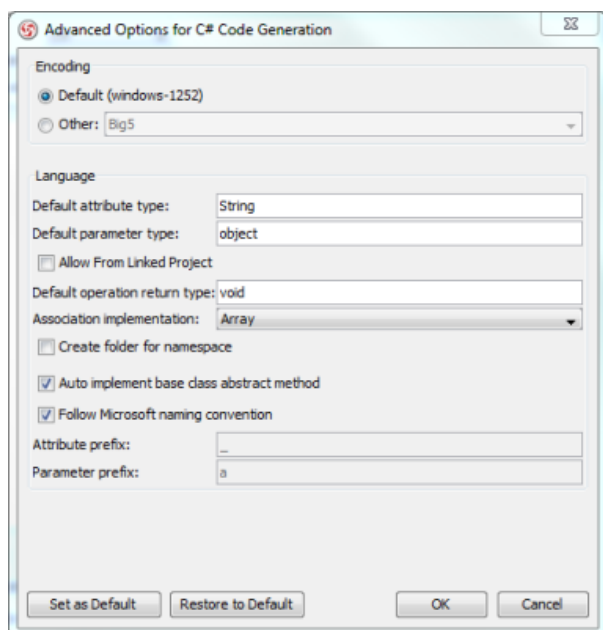 Advanced Options for C# Code Generation
Encoding
Default (windows-1252)
Other: Big5
Language
Default attribute type: String
Default parameter type: object
Allow From Linked Project
Default operation return type: void
Association implementation: Array
Create folder for namespace
Auto implement base class abstract method
Follow Microsoft naming convention
Attribute prefix: _
Parameter prefix: a
Set as Default Restore to Default OK Cancel